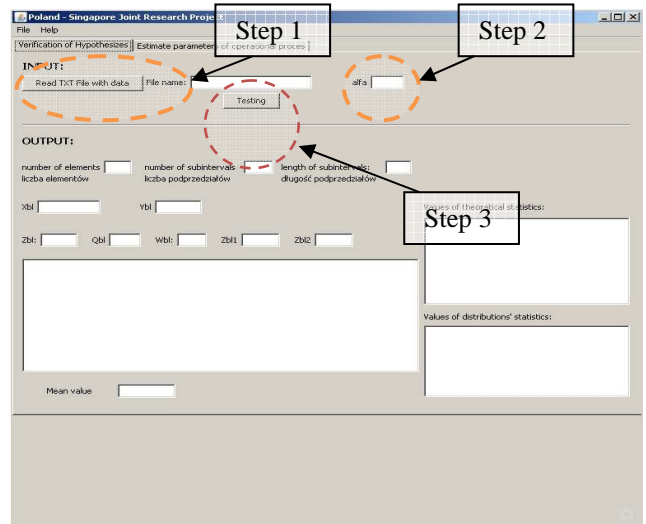 Poland - Singapore Joint Research Project
File Help
Step 1
Step 2
Verification of Hypothesizes
Estimate parameters of operational proces
INPUT:
Read TXT File with data
File name:
alfa
Testing
OUTPUT:
number of elements
liczba elementów
number of subintervals
liczba podprzedziałów
length of subintervals:
długość podprzedziałów
Step 3
Xbl
Ybl
Values of theoretical statistics:
Zbl:
Qbl
Wbl:
Zbl1
Zbl2
Values of distributions' statistics:
Mean value